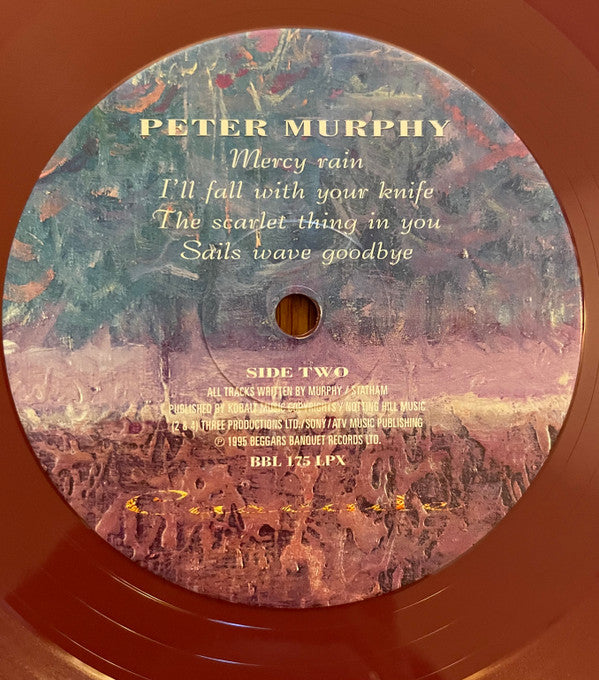 PETER MURPHY
Mercy rain
I'll fall with your knife
The scarlet thing in you
Sails wave goodbye
SIDE TWO
ALL TRACKS WRITTEN BY MURPHY / STATHAM
PUBLISHED BY KOBALT MUSIC COPYRIGHTS / NOTTING HILL MUSIC
(2 & 4) THREE PRODUCTIONS LTD./SONY/ATV MUSIC PUBLISHING
℗ 1995 BEGGARS BANQUET RECORDS LTD.
BBL 175 LPX